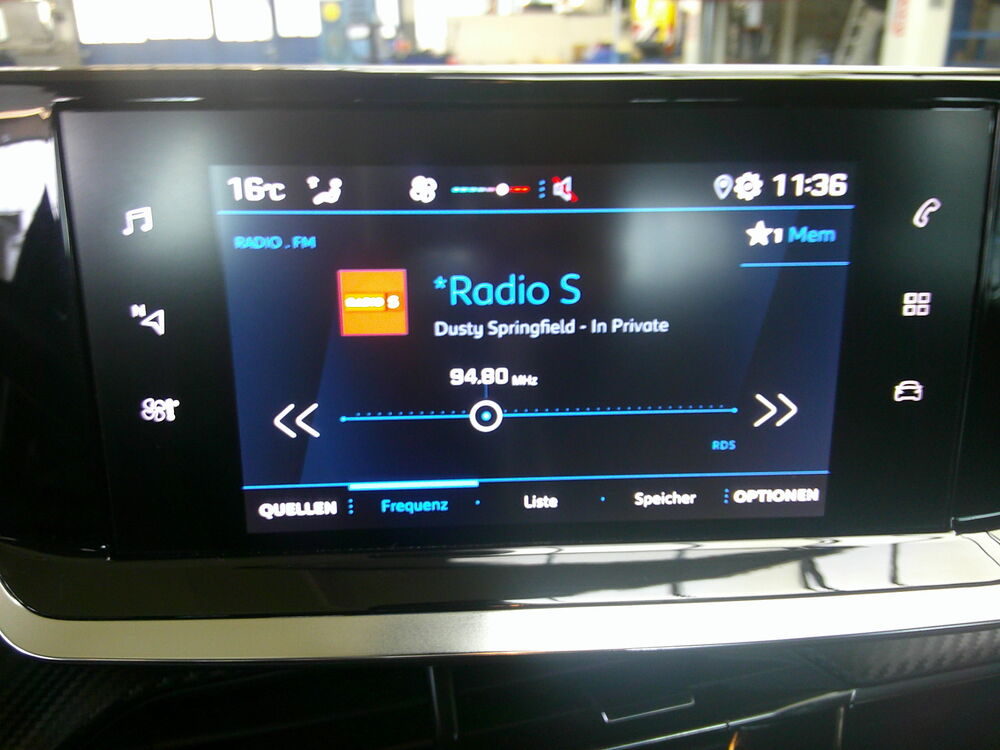 16°C 11:36
RADIO . FM
★1 Mem
RADIO S
*Radio S
Dusty Springfield - In Private
N
94.80 MHz
RDS
QUELLEN Frequenz Liste Speicher OPTIONEN